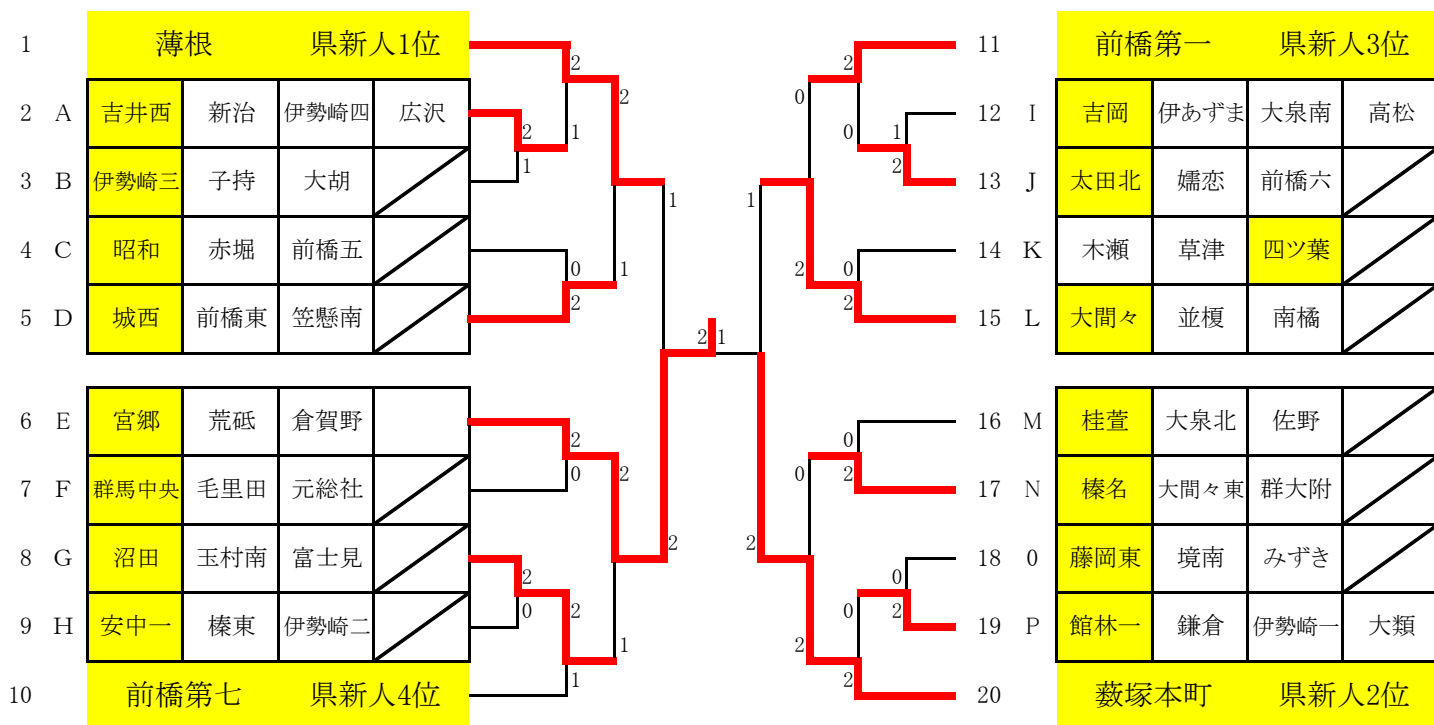 1 薄根 県新人1位 2 2 0 2 11 前橋第一 県新人3位
2 A 吉井西 新治 伊勢崎四 広沢 2 1 0 1 12 I 吉岡 伊あずま 大泉南 高松
3 B 伊勢崎三 子持 大胡 1 1 1 2 13 J 太田北 嬬恋 前橋六
4 C 昭和 赤堀 前橋五 0 1 2 0 14 K 木瀬 草津 四ツ葉
5 D 城西 前橋東 笠懸南 2 2 15 L 大間々 並榎 南橘
2 1
6 E 宮郷 荒砥 倉賀野 2 2 0 0 16 M 桂萱 大泉北 佐野
7 F 群馬中央 毛里田 元総社 0 2 17 N 榛名 大間々東 群大附
8 G 沼田 玉村南 富士見 2 2 2 0 18 0 藤岡東 境南 みずき
9 H 安中一 榛東 伊勢崎二 0 2 1 2 0 2 19 P 館林一 鎌倉 伊勢崎一 大類
10 前橋第七 県新人4位 1 2 20 藪塚本町 県新人2位